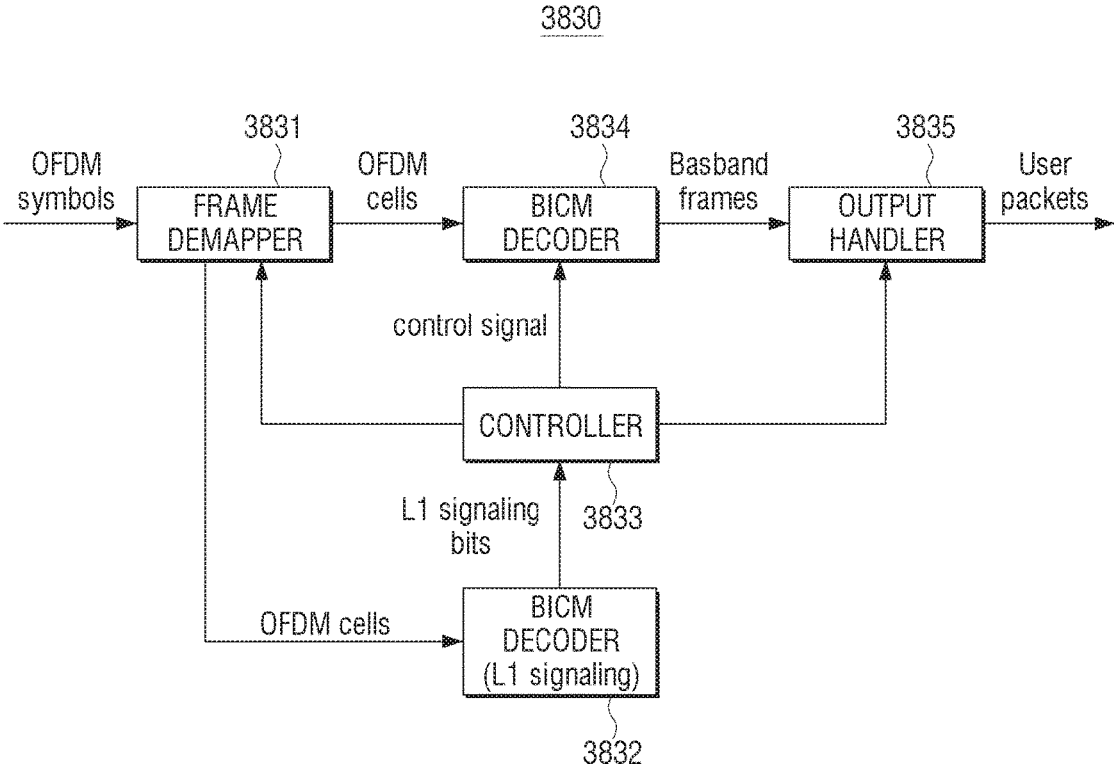 3830
3831
3834
3835
OFDM
symbols
FRAME
DEMAPPER
OFDM
cells
BICM
DECODER
Basband
frames
OUTPUT
HANDLER
User
packets
control signal
CONTROLLER
3833
L1 signaling
bits
OFDM cells
BICM
DECODER
(L1 signaling)
3832